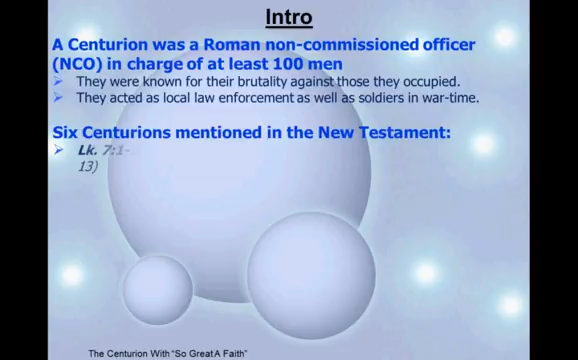 Intro
A Centurion was a Roman non-commissioned officer
(NCO) in charge of at least 100 men
➢ They were known for their brutality against those they occupied.
➢ They acted as local law enforcement as well as soldiers in war-time.
Six Centurions mentioned in the New Testament:
➢ Lk. 7:1-
13)
The Centurion With "So Great A Faith"